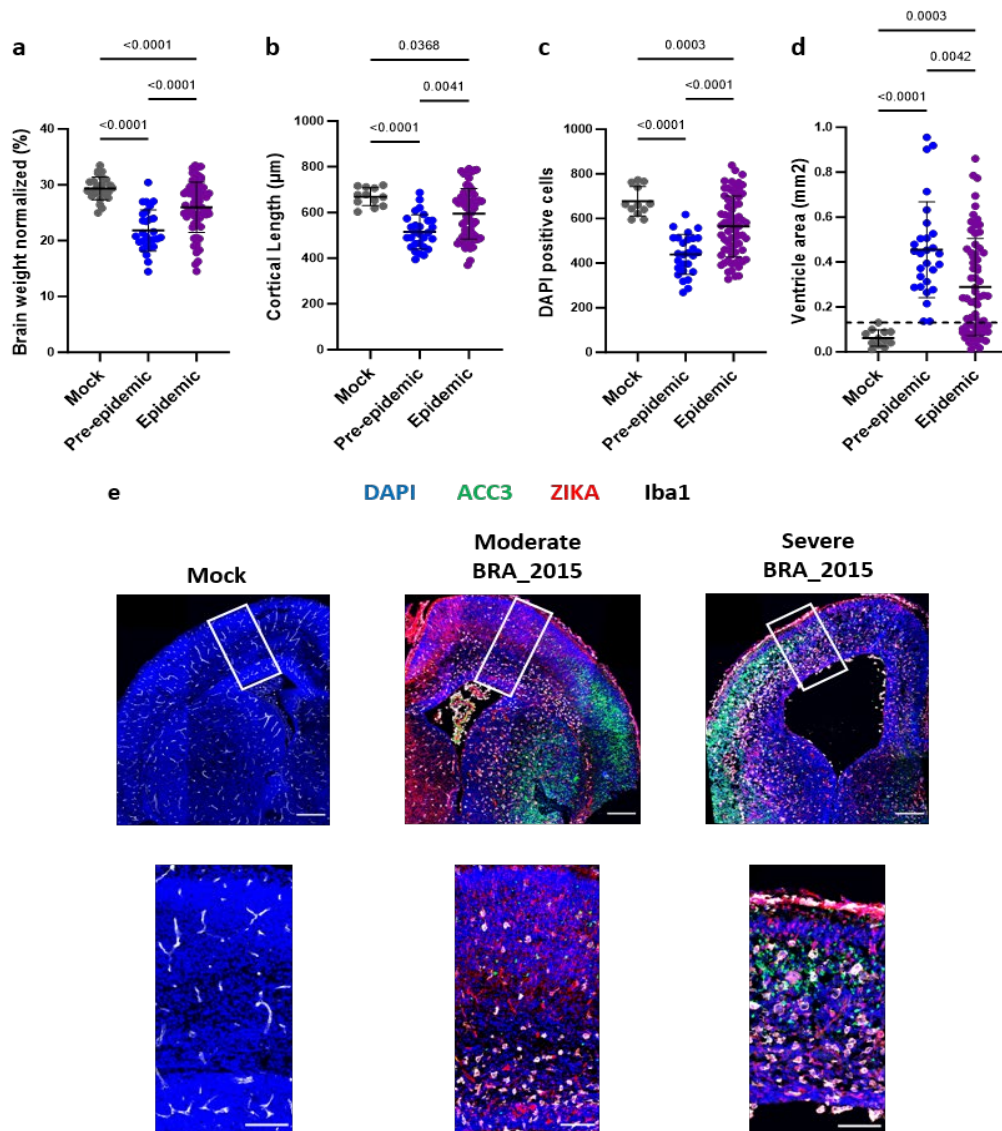 a
<0.0001
<0.0001
<0.0001
Brain weight normalized (%)
40
30
20
10
0
Mock
Pre-epidemic
Epidemic
b
0.0368
0.0041
<0.0001
Cortical Length (µm)
1000
800
600
400
200
0
Mock
Pre-epidemic
Epidemic
c
0.0003
<0.0001
<0.0001
DAPI positive cells
1000
800
600
400
200
0
Mock
Pre-epidemic
Epidemic
d
0.0003
0.0042
<0.0001
Ventricle area (mm2)
1.0
0.8
0.6
0.4
0.2
0.0
Mock
Pre-epidemic
Epidemic
e
DAPI ACC3 ZIKA Iba1
Mock
Moderate
BRA_2015
Severe
BRA_2015